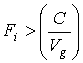 F_i > (C / V_g)